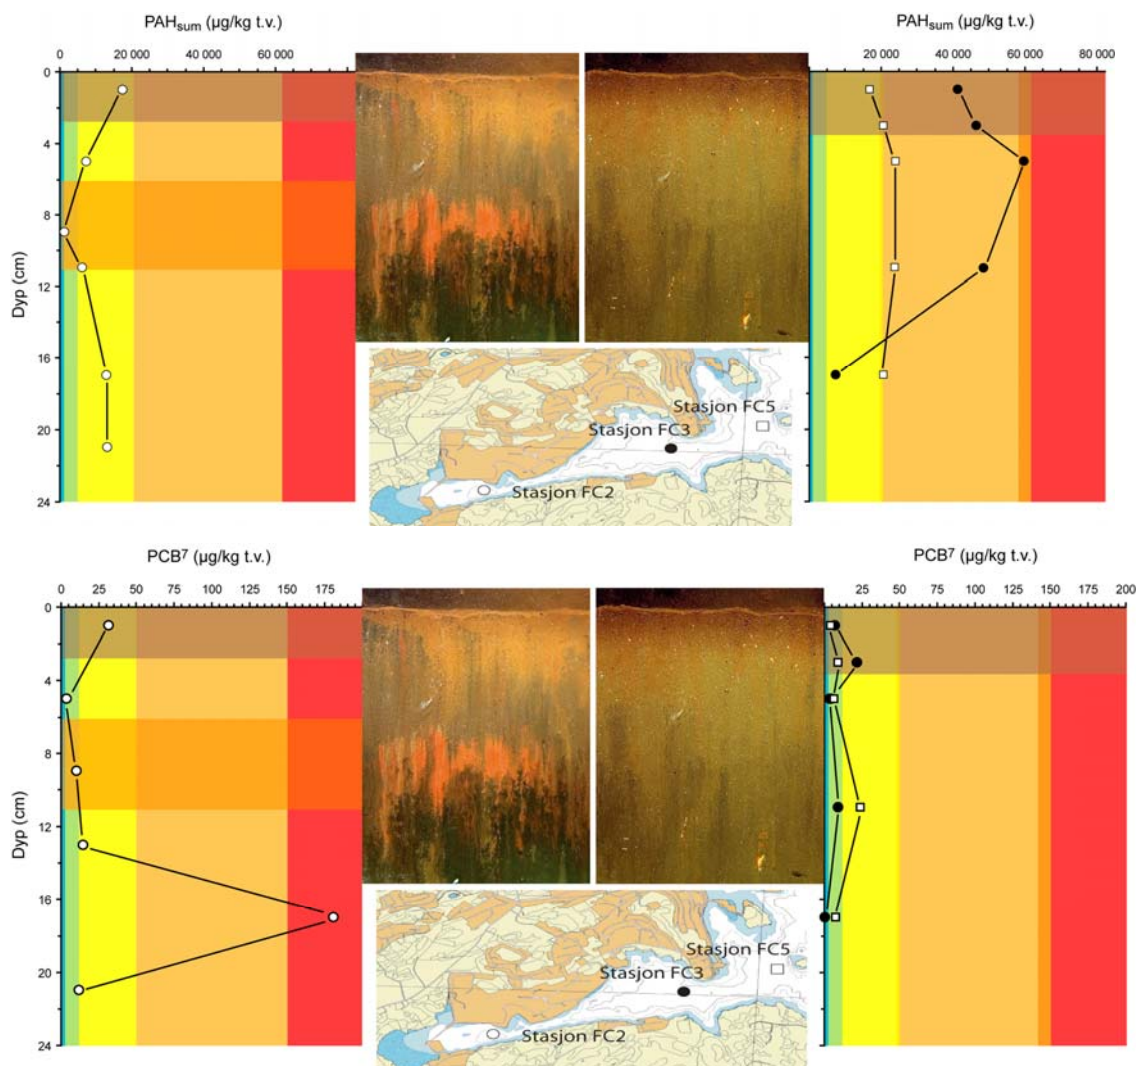 PAHsum (µg/kg t.v.)
0 20 000 40 000 60 000
0
4
8
12
16
20
24
Dyp (cm)
PAHsum (µg/kg t.v.)
20 000 40 000 60 000 80 000
Stasjon FC5
Stasjon FC3
Stasjon FC2
PCB⁷ (µg/kg t.v.)
0 25 50 75 100 125 150 175
0
4
8
12
16
20
24
Dyp (cm)
PCB⁷ (µg/kg t.v.)
0 25 50 75 100 125 150 175 200
Stasjon FC5
Stasjon FC3
Stasjon FC2